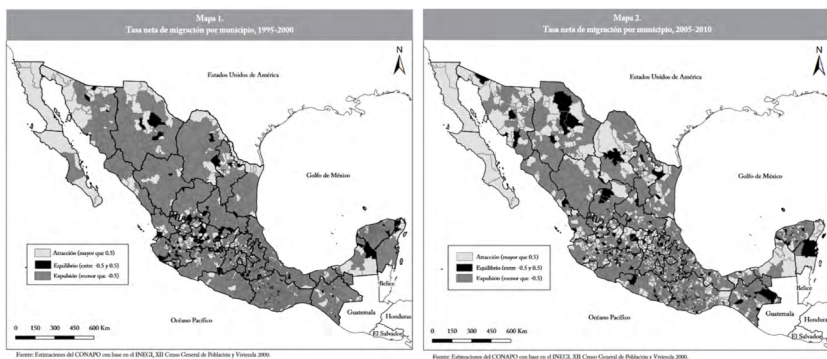 Mapa 1.
Tasa neta de migración por municipio, 1995-2000
N
Estados Unidos de América
Golfo de México
Atracción (mayor que 0.5)
Equilibrio (entre -0.5 y 0.5)
Expulsión (menor que -0.5)
Belice
Guatemala
Honduras
El Salvador
Océano Pacífico
0 150 300 450 600 Km
Fuente: Estimaciones del CONAPO con base en el INEGI, XII Censo General de Población y Vivienda 2000.
Mapa 2.
Tasa neta de migración por municipio, 2005-2010
N
Estados Unidos de América
Golfo de México
Atracción (mayor que 0.5)
Equilibrio (entre -0.5 y 0.5)
Expulsión (menor que -0.5)
Belice
Guatemala
Honduras
El Salvador
Océano Pacífico
0 150 300 450 600 Km
Fuente: Estimaciones del CONAPO con base en el INEGI, XII Censo General de Población y Vivienda 2000.